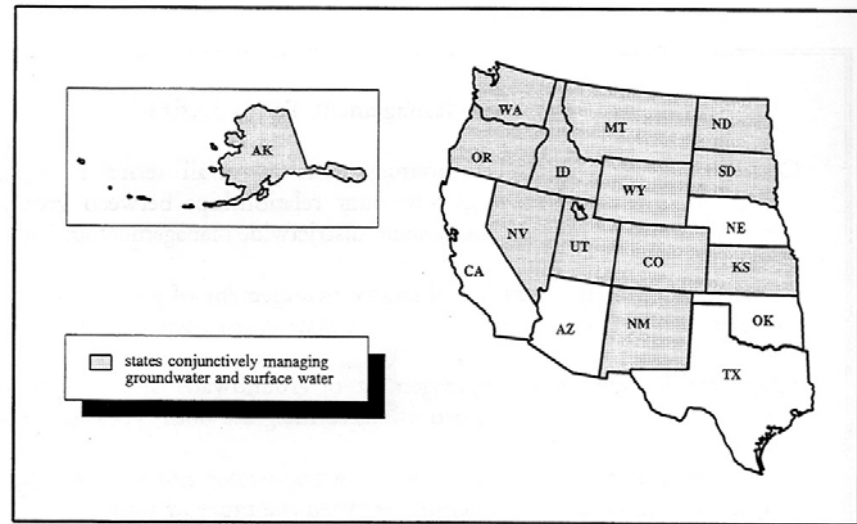 AK
WA
MT
ND
OR
ID
SD
WY
NE
NV
UT
CO
KS
CA
AZ
NM
OK
TX
states conjunctively managing
groundwater and surface water